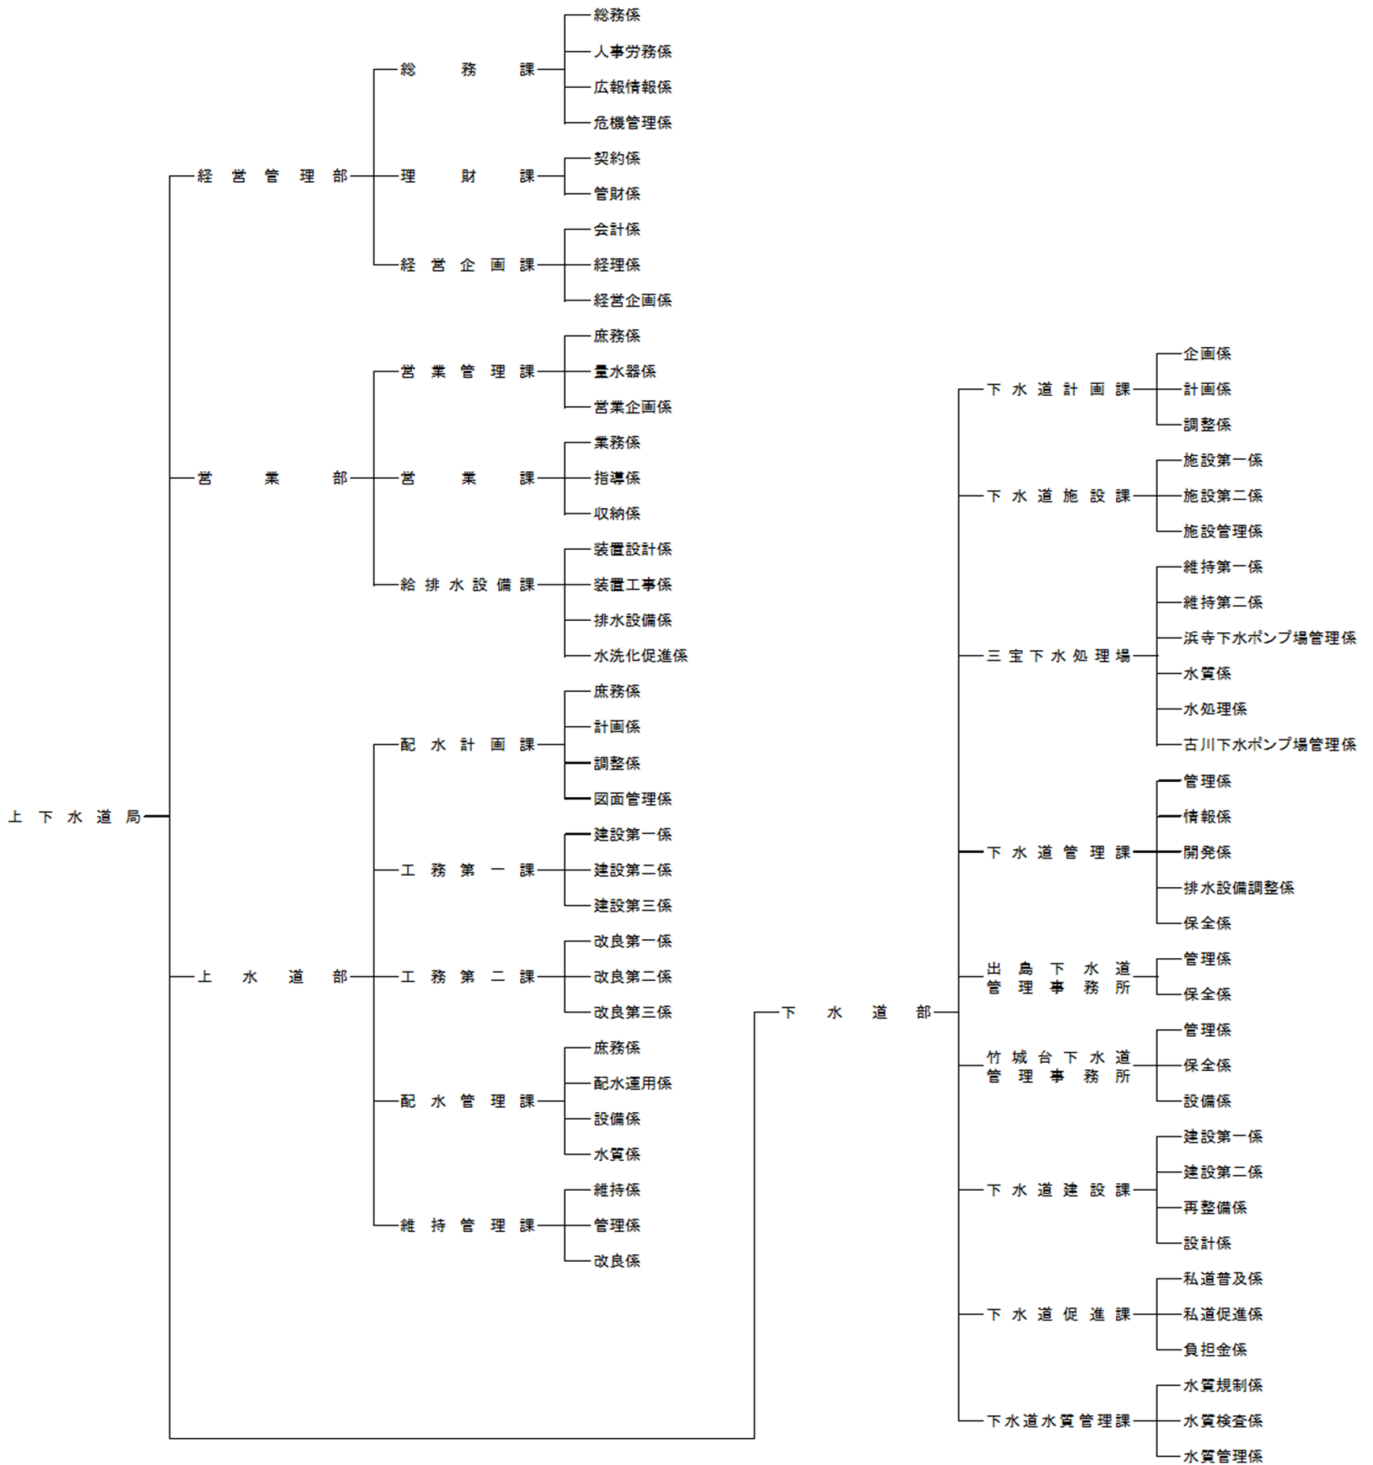 上下水道局
経営管理部
総務課
総務係
人事労務係
広報情報係
危機管理係
理財課
契約係
管財係
経営企画課
会計係
経理係
経営企画係
営業部
営業管理課
庶務係
量水器係
営業企画係
営業課
業務係
指導係
収納係
給排水設備課
装置設計係
装置工事係
排水設備係
水洗化促進係
上水道部
配水計画課
庶務係
計画係
調整係
図面管理係
工務第一課
建設第一係
建設第二係
建設第三係
工務第二課
改良第一係
改良第二係
改良第三係
配水管理課
庶務係
配水運用係
設備係
水質係
維持管理課
維持係
管理係
改良係
下水道部
下水道計画課
企画係
計画係
調整係
下水道施設課
施設第一係
施設第二係
施設管理係
三宝下水処理場
維持第一係
維持第二係
浜寺下水ポンプ場管理係
水質係
水処理係
古川下水ポンプ場管理係
下水道管理課
管理係
情報係
開発係
排水設備調整係
保全係
出島下水道
管理事務所
管理係
保全係
竹城台下水道
管理事務所
管理係
保全係
設備係
下水道建設課
建設第一係
建設第二係
再整備係
設計係
下水道促進課
私道普及係
私道促進係
負担金係
下水道水質管理課
水質規制係
水質検査係
水質管理係